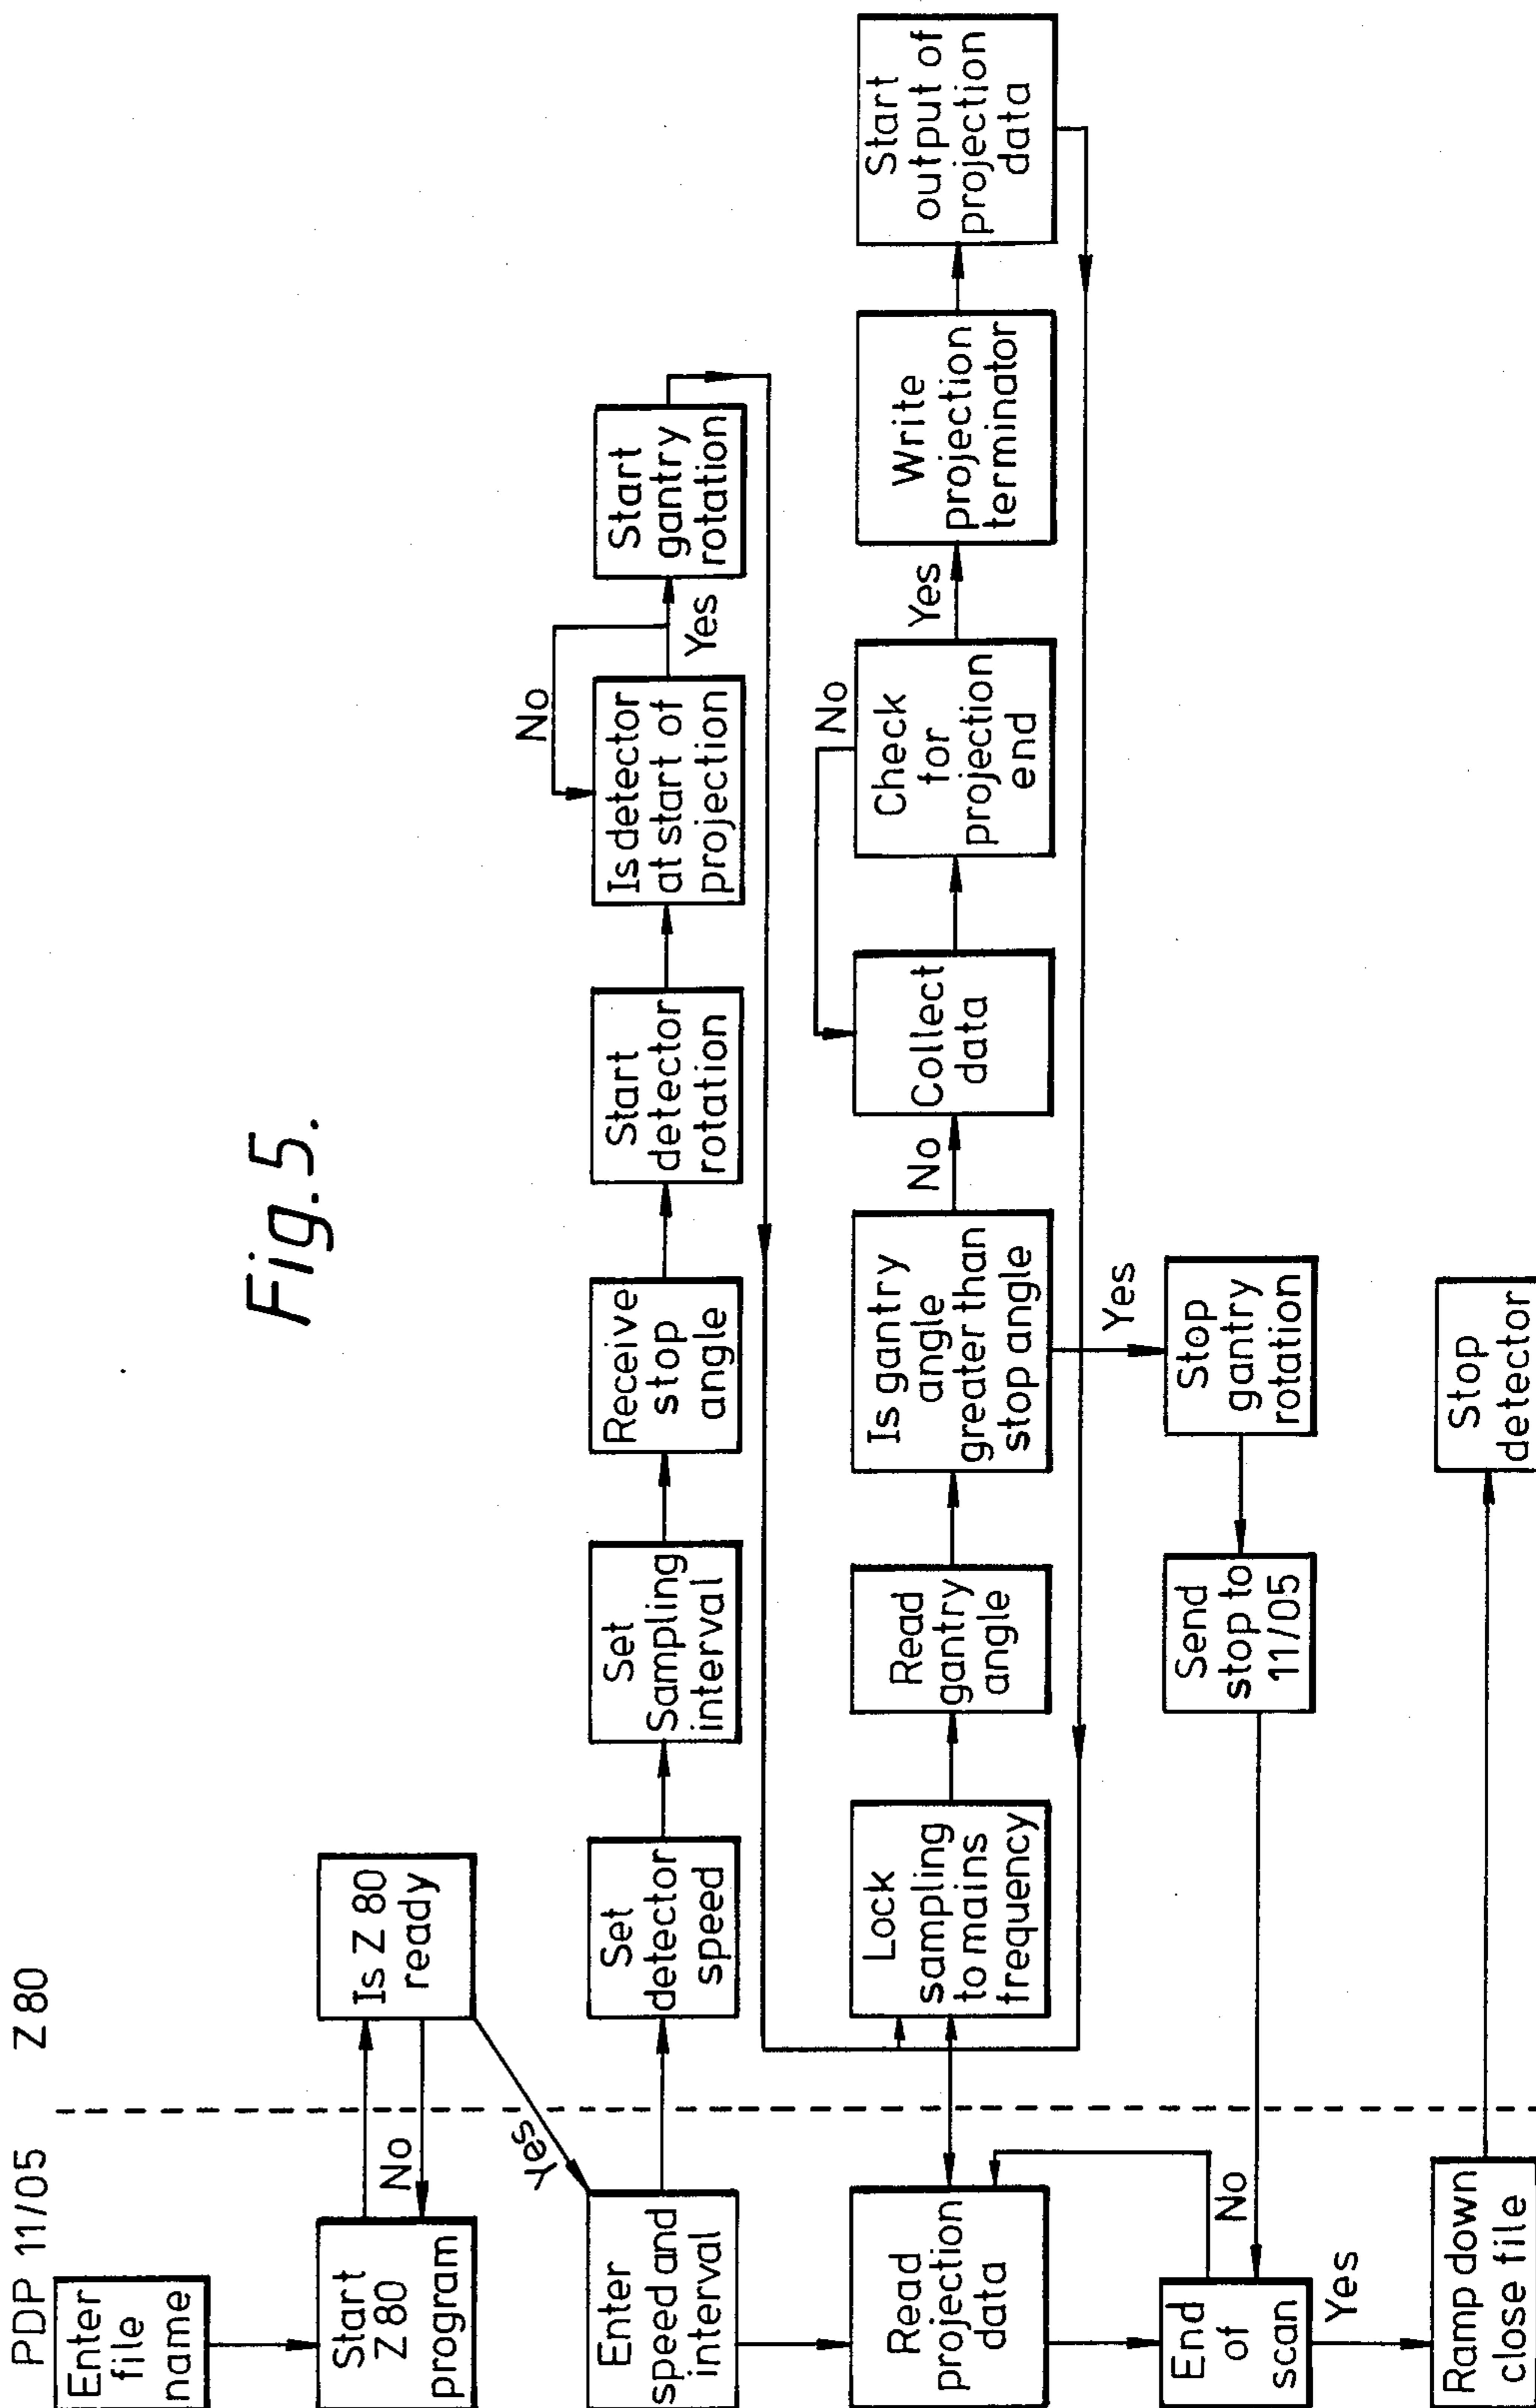 Fig. 5.
PDP 11/05
Z 80
Enter
file
name
Start
Z 80
program
Is Z 80
ready
No
Yes
Enter
speed and
interval
Set
detector
speed
Set
Sampling
interval
Receive
stop
angle
Start
detector
rotation
Is detector
at start of
projection
No
Yes
Start
gantry
rotation
Read
projection
data
Lock
sampling
to mains
frequency
Read
gantry
angle
Is gantry
angle
greater than
stop angle
No
Yes
Collect
data
Check
for
projection
end
No
Yes
Write
projection
terminator
Start
output of
projection
data
End
of
scan
No
Yes
Send
stop to
11/05
Stop
gantry
rotation
Ramp down
close file
Stop
detector